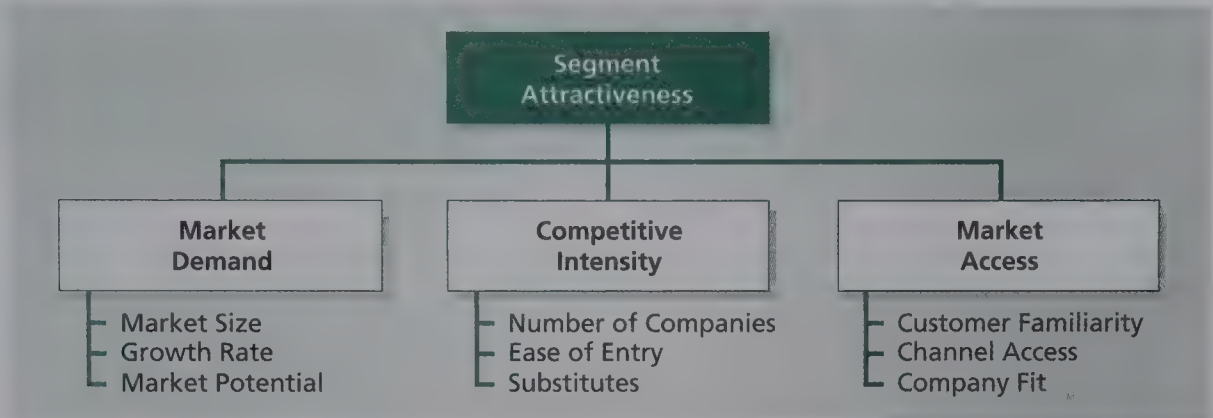 Segment
Attractiveness
Market
Demand
Market Size
Growth Rate
Market Potential
Competitive
Intensity
Number of Companies
Ease of Entry
Substitutes
Market
Access
Customer Familiarity
Channel Access
Company Fit